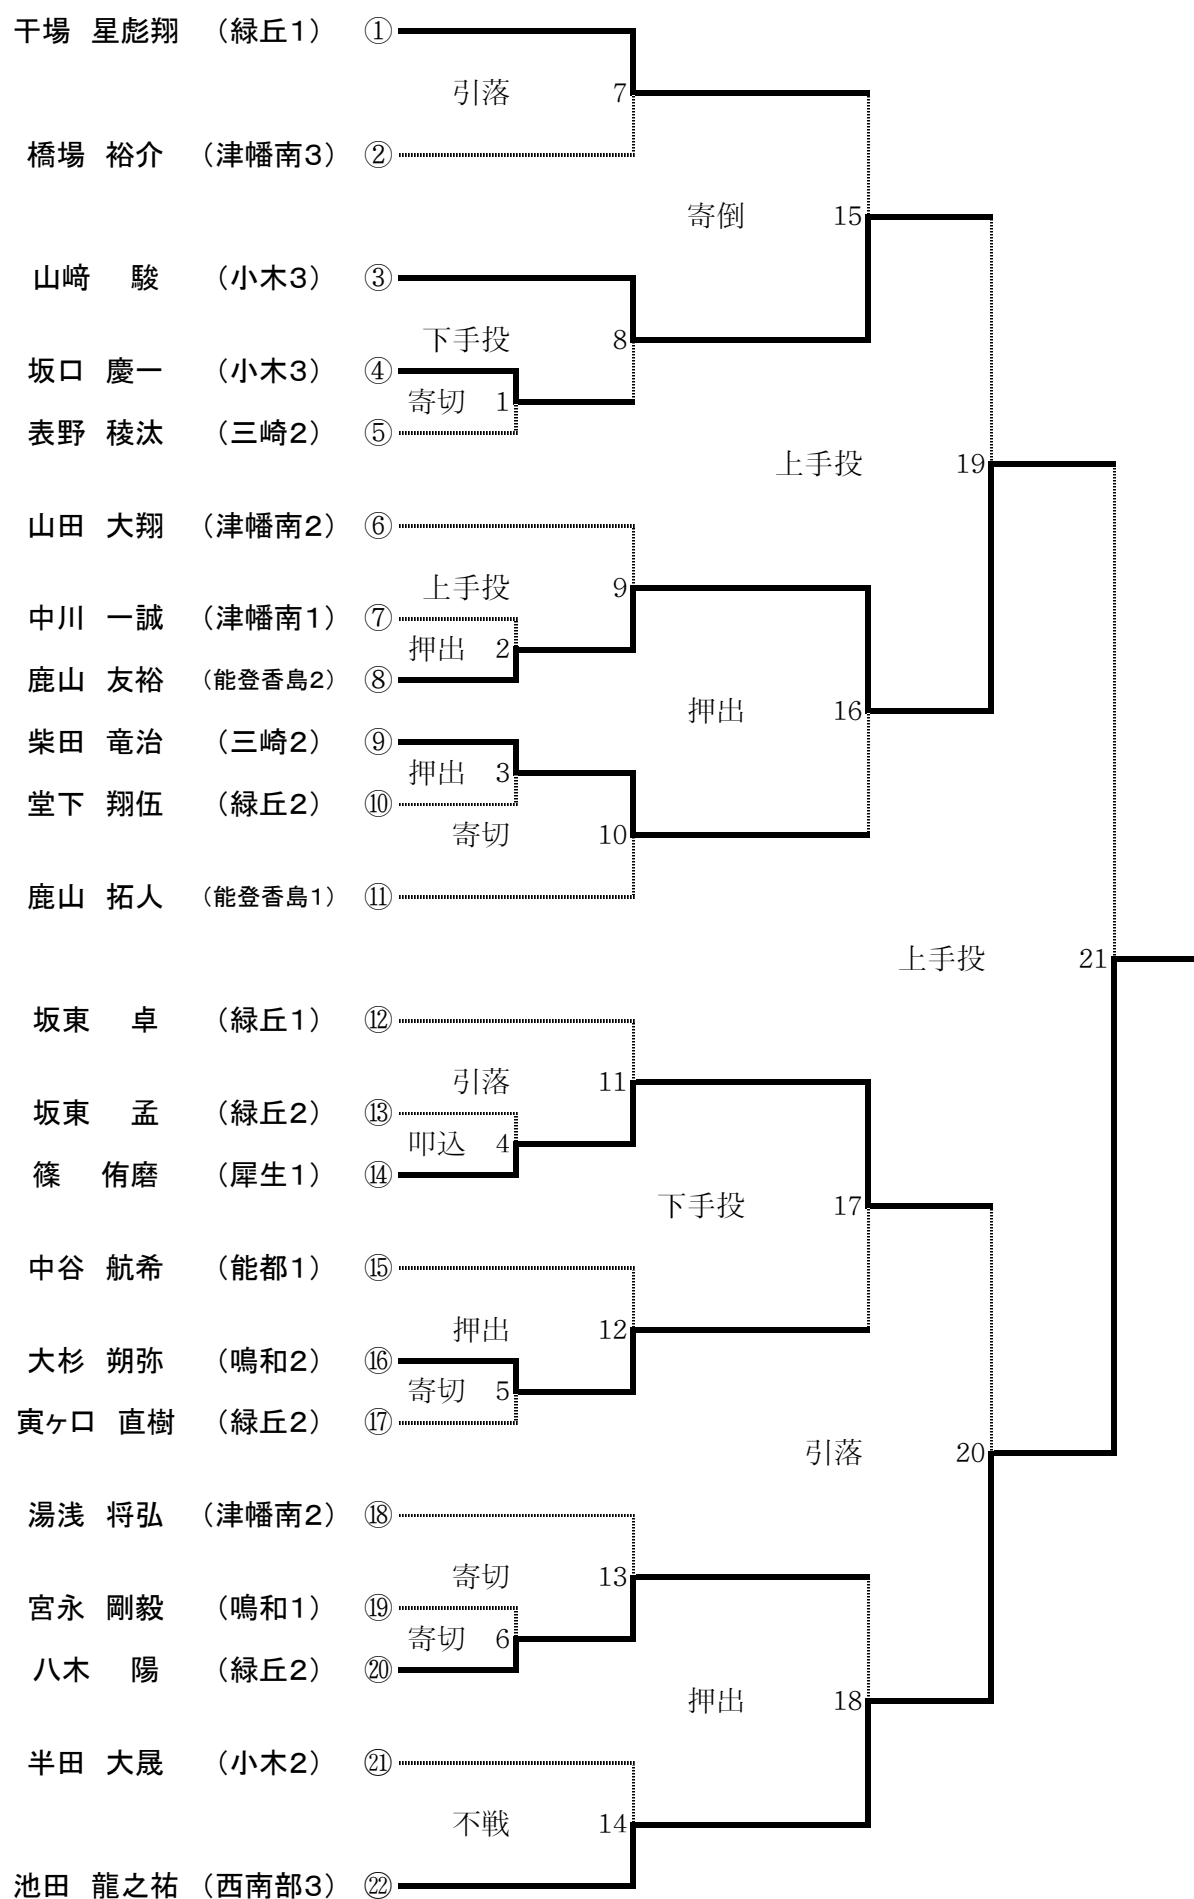 干場 星彪翔 （緑丘1） ①
引落 7
橋場 裕介 （津幡南3） ②
寄倒 15
山﨑 駿 （小木3） ③
下手投 8
坂口 慶一 （小木3） ④
寄切 1
表野 稜汰 （三崎2） ⑤
上手投 19
山田 大翔 （津幡南2） ⑥
上手投 9
中川 一誠 （津幡南1） ⑦
押出 2
鹿山 友裕 （能登香島2） ⑧
押出 16
柴田 竜治 （三崎2） ⑨
押出 3
堂下 翔伍 （緑丘2） ⑩
寄切 10
鹿山 拓人 （能登香島1） ⑪
上手投 21
坂東 卓 （緑丘1） ⑫
引落 11
坂東 孟 （緑丘2） ⑬
叩込 4
篠 侑磨 （犀生1） ⑭
下手投 17
中谷 航希 （能都1） ⑮
押出 12
大杉 朔弥 （鳴和2） ⑯
寄切 5
寅ヶ口 直樹 （緑丘2） ⑰
引落 20
湯浅 将弘 （津幡南2） ⑱
寄切 13
宮永 剛毅 （鳴和1） ⑲
寄切 6
八木 陽 （緑丘2） ⑳
押出 18
半田 大晟 （小木2） ㉑
不戦 14
池田 龍之祐 （西南部3） ㉒